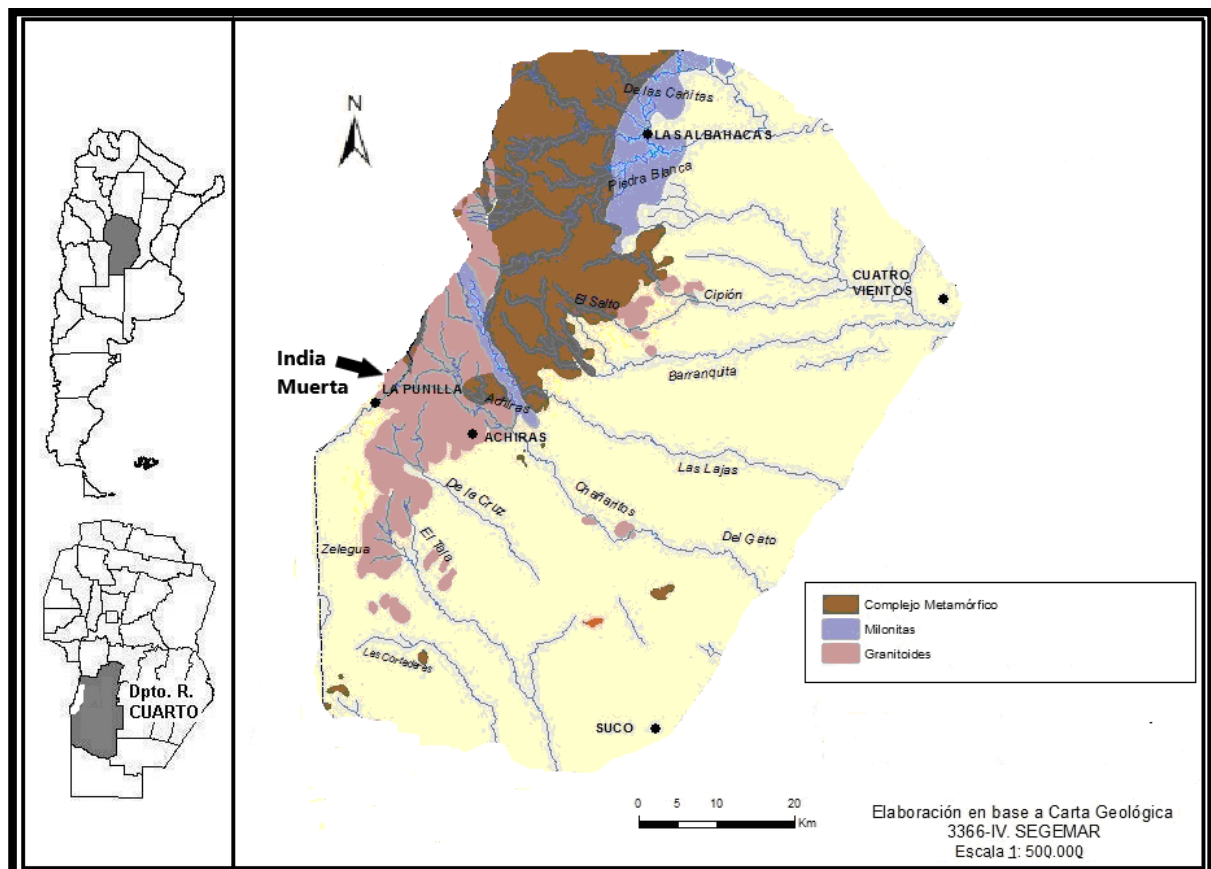 N
De las Cañitas
LAS ALBAHACAS
Piedra Blanca
CUATRO
VIENTOS
El Salto
Cipión
Barranquita
India
Muerta
LA PUNILLA
Achiras
ACHIRAS
Las Lajas
De la Cruz
Chañaritos
Del Gato
El Tala
Zelegua
Las Cortaderas
SUCO
Dpto. R.
CUARTO
Complejo Metamórfico
Milonitas
Granitoides
0 5 10 20
Km
Elaboración en base a Carta Geológica
3366-IV. SEGEMAR
Escala 1: 500.000